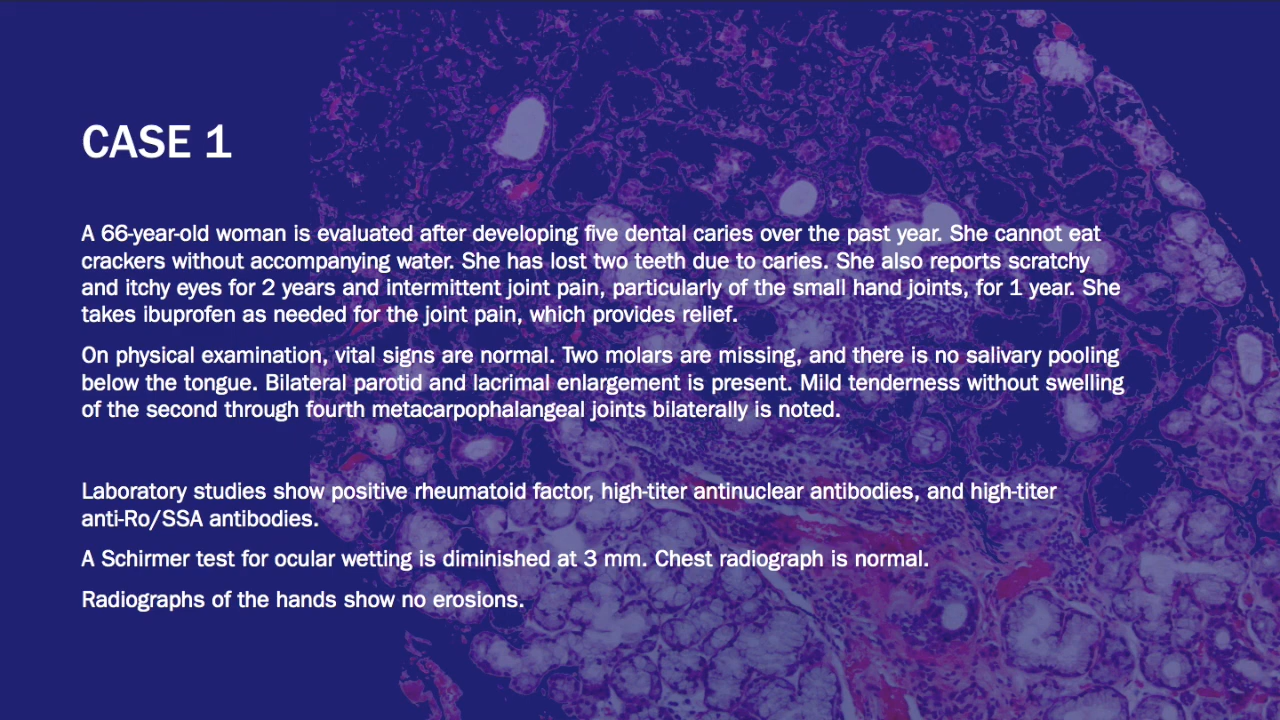 CASE 1
A 66-year-old woman is evaluated after developing five dental caries over the past year. She cannot eat
crackers without accompanying water. She has lost two teeth due to caries. She also reports scratchy
and itchy eyes for 2 years and intermittent joint pain, particularly of the small hand joints, for 1 year. She
takes ibuprofen as needed for the joint pain, which provides relief.
On physical examination, vital signs are normal. Two molars are missing, and there is no salivary pooling
below the tongue. Bilateral parotid and lacrimal enlargement is present. Mild tenderness without swelling
of the second through fourth metacarpophalangeal joints bilaterally is noted.
Laboratory studies show positive rheumatoid factor, high-titer antinuclear antibodies, and high-titer
anti-Ro/SSA antibodies.
A Schirmer test for ocular wetting is diminished at 3 mm. Chest radiograph is normal.
Radiographs of the hands show no erosions.